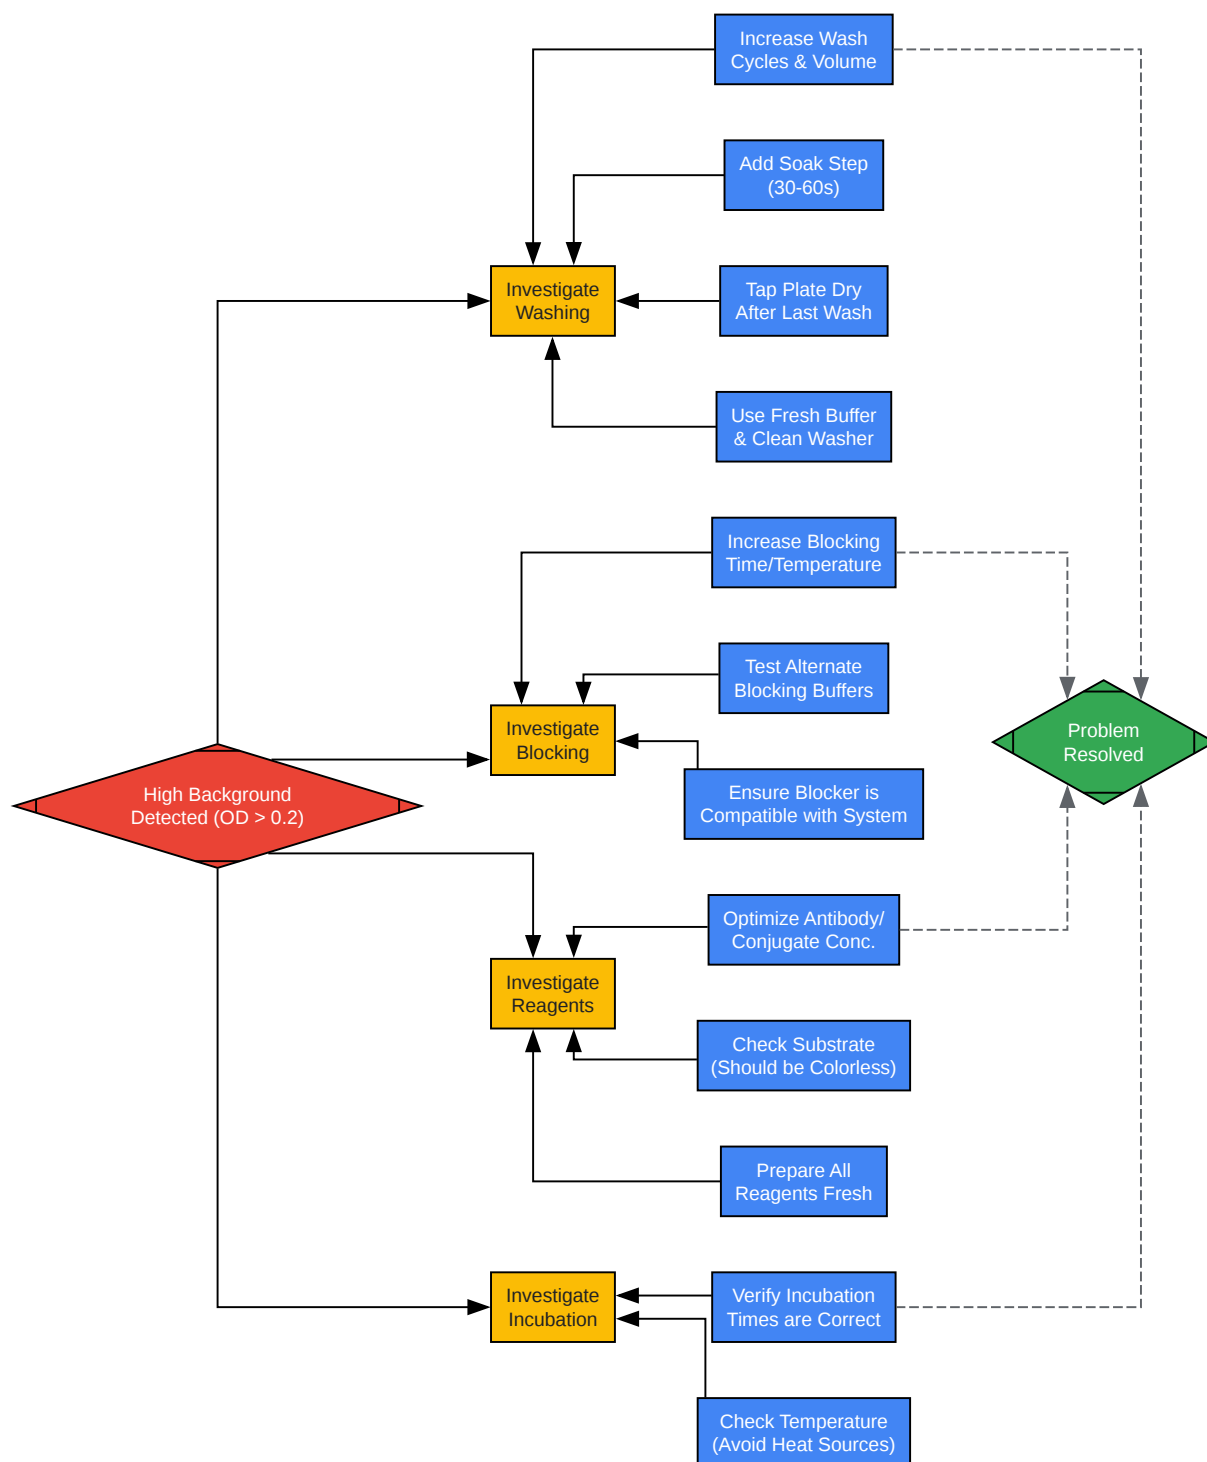 Increase Wash
Cycles & Volume
Add Soak Step
(30-60s)
Investigate
Washing
Tap Plate Dry
After Last Wash
Use Fresh Buffer
& Clean Washer
Increase Blocking
Time/Temperature
Test Alternate
Blocking Buffers
Investigate
Blocking
Problem
Resolved
High Background
Detected (OD > 0.2)
Ensure Blocker is
Compatible with System
Optimize Antibody/
Conjugate Conc.
Investigate
Reagents
Check Substrate
(Should be Colorless)
Prepare All
Reagents Fresh
Investigate
Incubation
Verify Incubation
Times are Correct
Check Temperature
(Avoid Heat Sources)